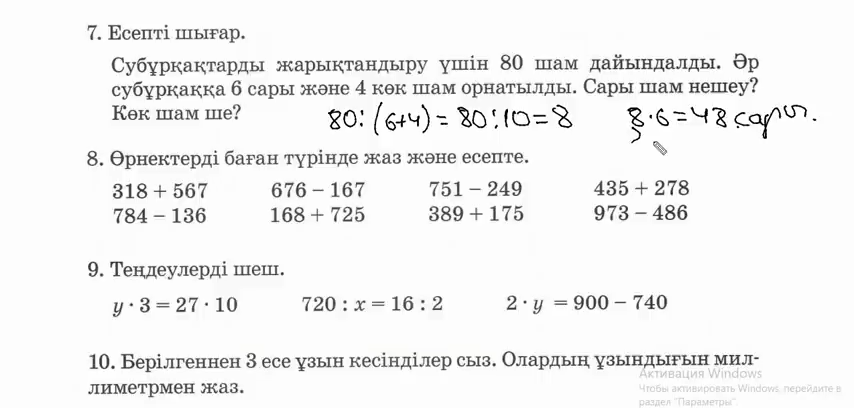 7. Есепті шығар.
Субұрқақтарды жарықтандыру үшін 80 шам дайындалды. Әр
субұрқаққа 6 сары және 4 көк шам орнатылды. Сары шам нешеу?
Көк шам ше? 80:(6+4)=80:10=8 8·6=48 сары.
8. Өрнектерді баған түрінде жаз және есепте.
318 + 567 676 − 167 751 − 249 435 + 278
784 − 136 168 + 725 389 + 175 973 − 486
9. Теңдеулерді шеш.
y · 3 = 27 · 10 720 : x = 16 : 2 2 · y = 900 − 740
10. Берілгеннен 3 есе ұзын кесінділер сыз. Олардың ұзындығын мил-
лиметрмен жаз.
Активация Windows
Чтобы активировать Windows, перейдите в
раздел "Параметры".